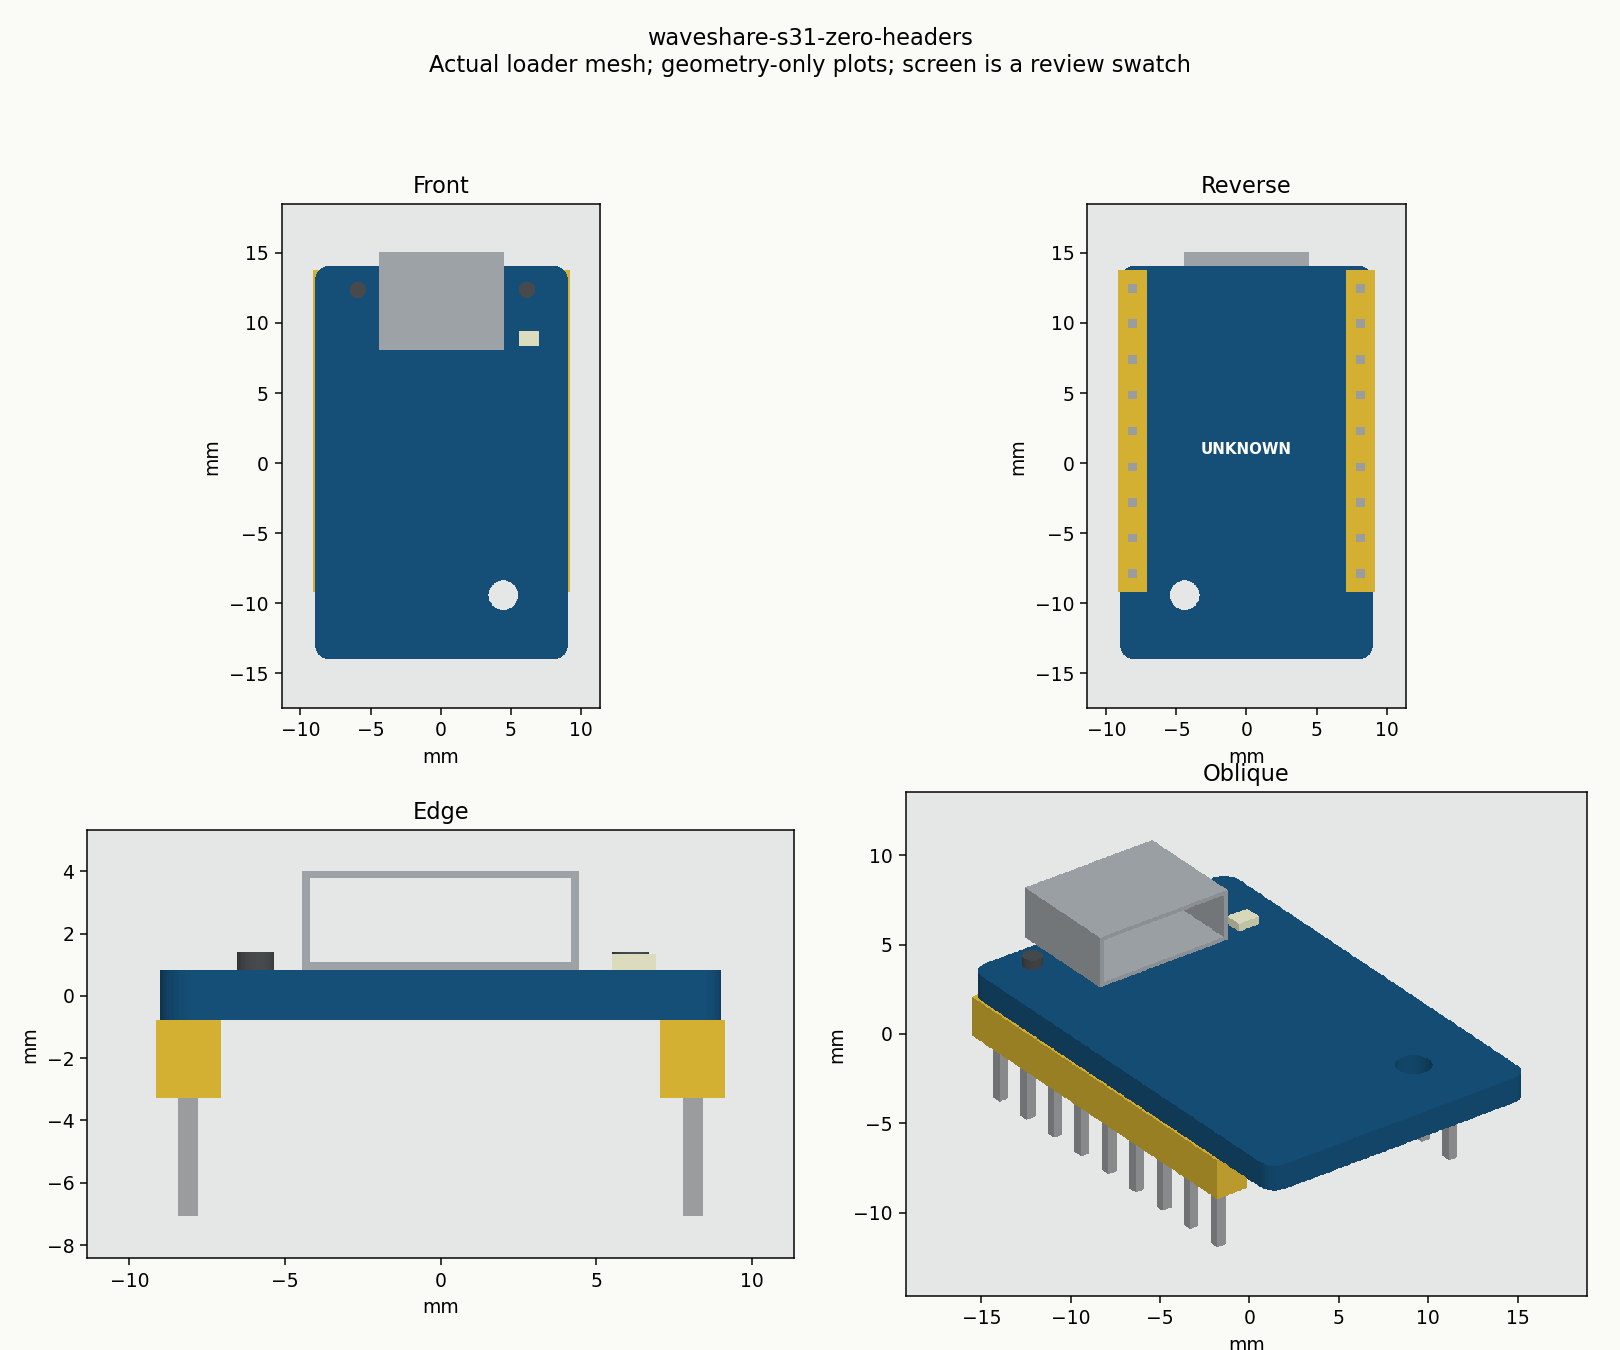 waveshare-s31-zero-headers
Actual loader mesh; geometry-only plots; screen is a review swatch
Front
15
10
5
0
−5
−10
−15
mm
−10 −5 0 5 10
mm
Reverse
15
10
5
0
−5
−10
−15
mm
UNKNOWN
−10 −5 0 5 10
mm
Edge
4
2
0
−2
−4
−6
−8
mm
−10 −5 0 5 10
mm
Oblique
10
5
0
−5
−10
mm
−15 −10 −5 0 5 10 15
mm